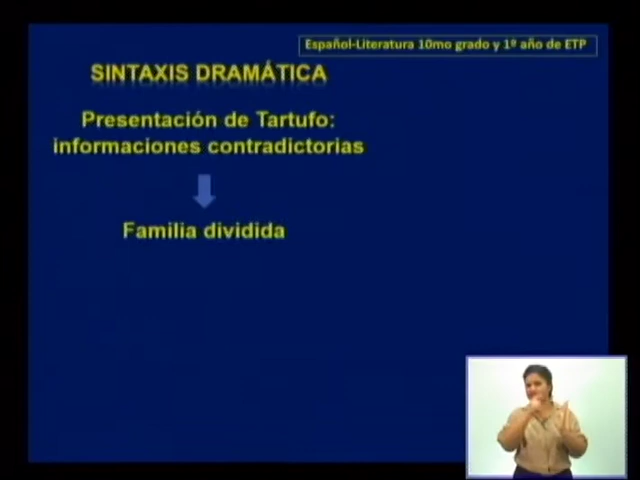 Español-Literatura 10mo grado y 1º año de ETP
SINTAXIS DRAMÁTICA
Presentación de Tartufo:
informaciones contradictorias
Familia dividida